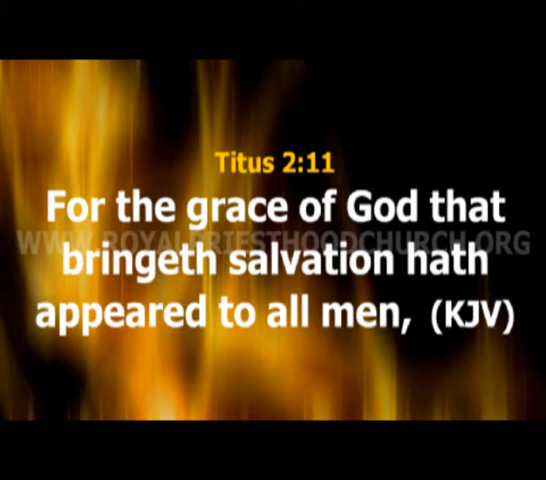 Titus 2:11
For the grace of God that
WWW.ROYALPRIESTHOODCHURCH.ORG
bringeth salvation hath
appeared to all men, (KJV)